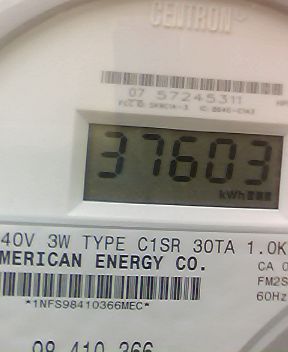 CENTRON
07 57245311
37603
kWh
40V 3W TYPE C1SR 30TA 1.0K
MERICAN ENERGY CO.
CA 0
FM2S
*1NFS98410366MEC*
60Hz
98 410 366